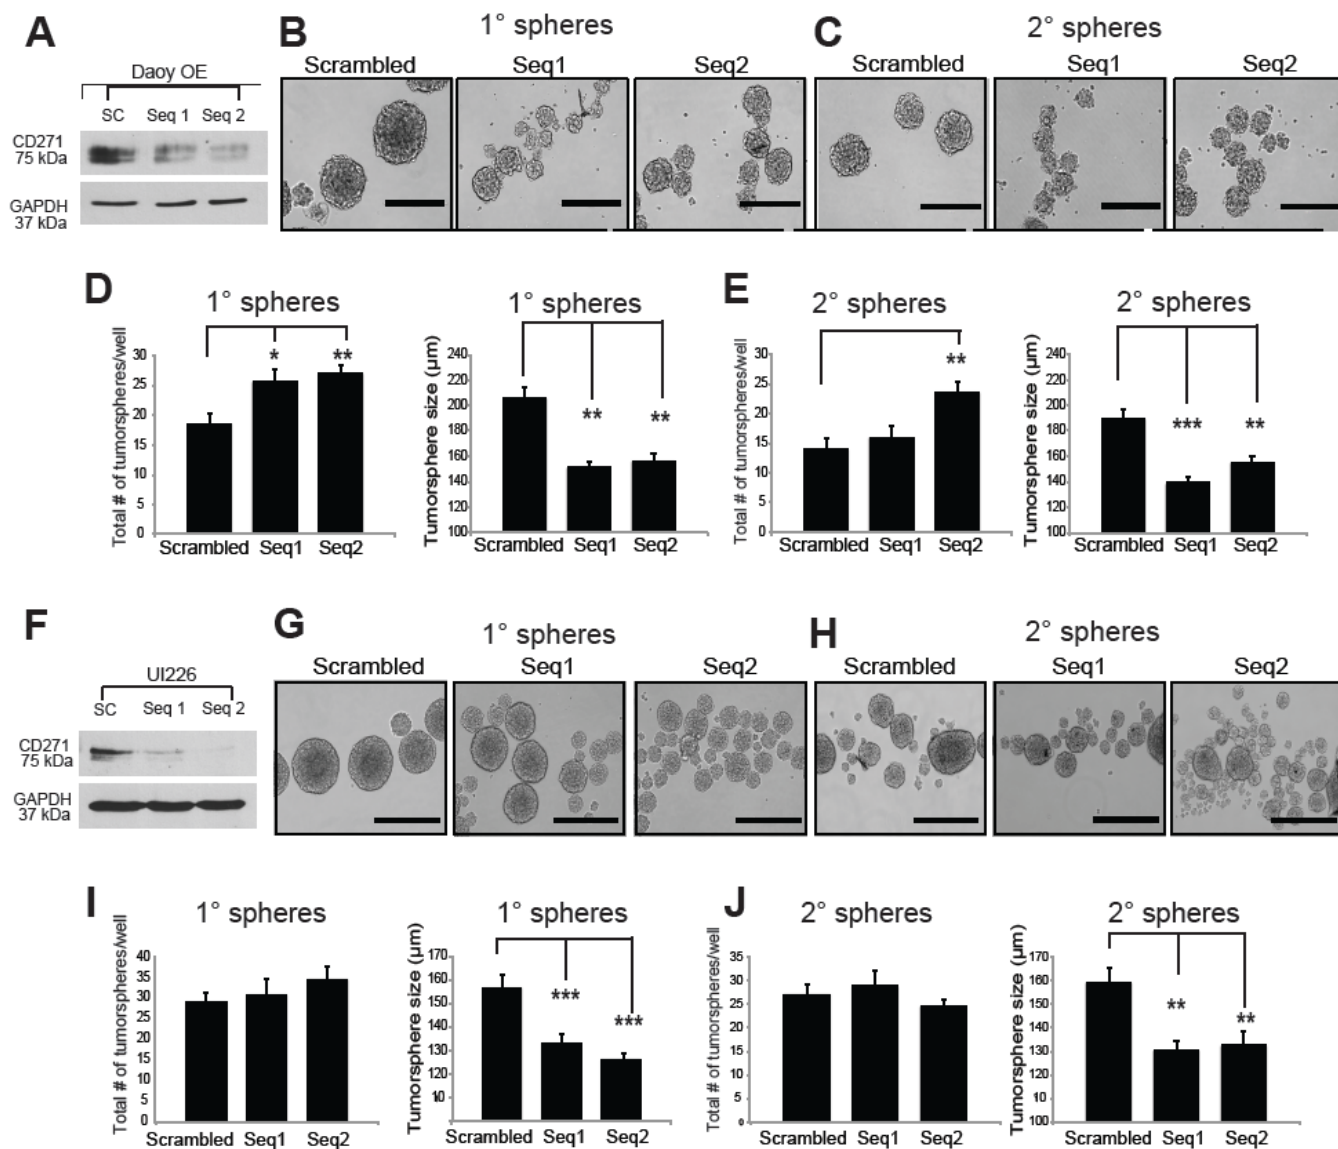 A
Daoy OE
SC Seq 1 Seq 2
CD271
75 kDa
GAPDH
37 kDa
B
1° spheres
Scrambled Seq1 Seq2
C
2° spheres
Scrambled Seq1 Seq2
D
1° spheres
Total # of tumorspheres/well
30
25
20
15
10
5
0
* **
Scrambled Seq1 Seq2
1° spheres
Tumorsphere size (µm)
240
220
200
180
160
140
120
100
** **
Scrambled Seq1 Seq2
E
2° spheres
Total # of tumorspheres/well
30
25
20
15
10
5
0
**
Scrambled Seq1 Seq2
2° spheres
Tumorsphere size (µm)
240
220
200
180
160
140
120
100
*** **
Scrambled Seq1 Seq2
F
UI226
SC Seq 1 Seq 2
CD271
75 kDa
GAPDH
37 kDa
G
1° spheres
Scrambled Seq1 Seq2
H
2° spheres
Scrambled Seq1 Seq2
I
1° spheres
Total # of tumorspheres/well
40
35
30
25
20
15
10
5
0
Scrambled Seq1 Seq2
1° spheres
Tumorsphere size (µm)
170
160
150
140
130
120
10
*** ***
Scrambled Seq1 Seq2
J
2° spheres
Total # of tumorspheres/well
35
30
25
20
15
10
5
0
Scrambled Seq1 Seq2
2° spheres
Tumorsphere size (µm)
170
160
150
140
130
120
110
100
** **
Scrambled Seq1 Seq2